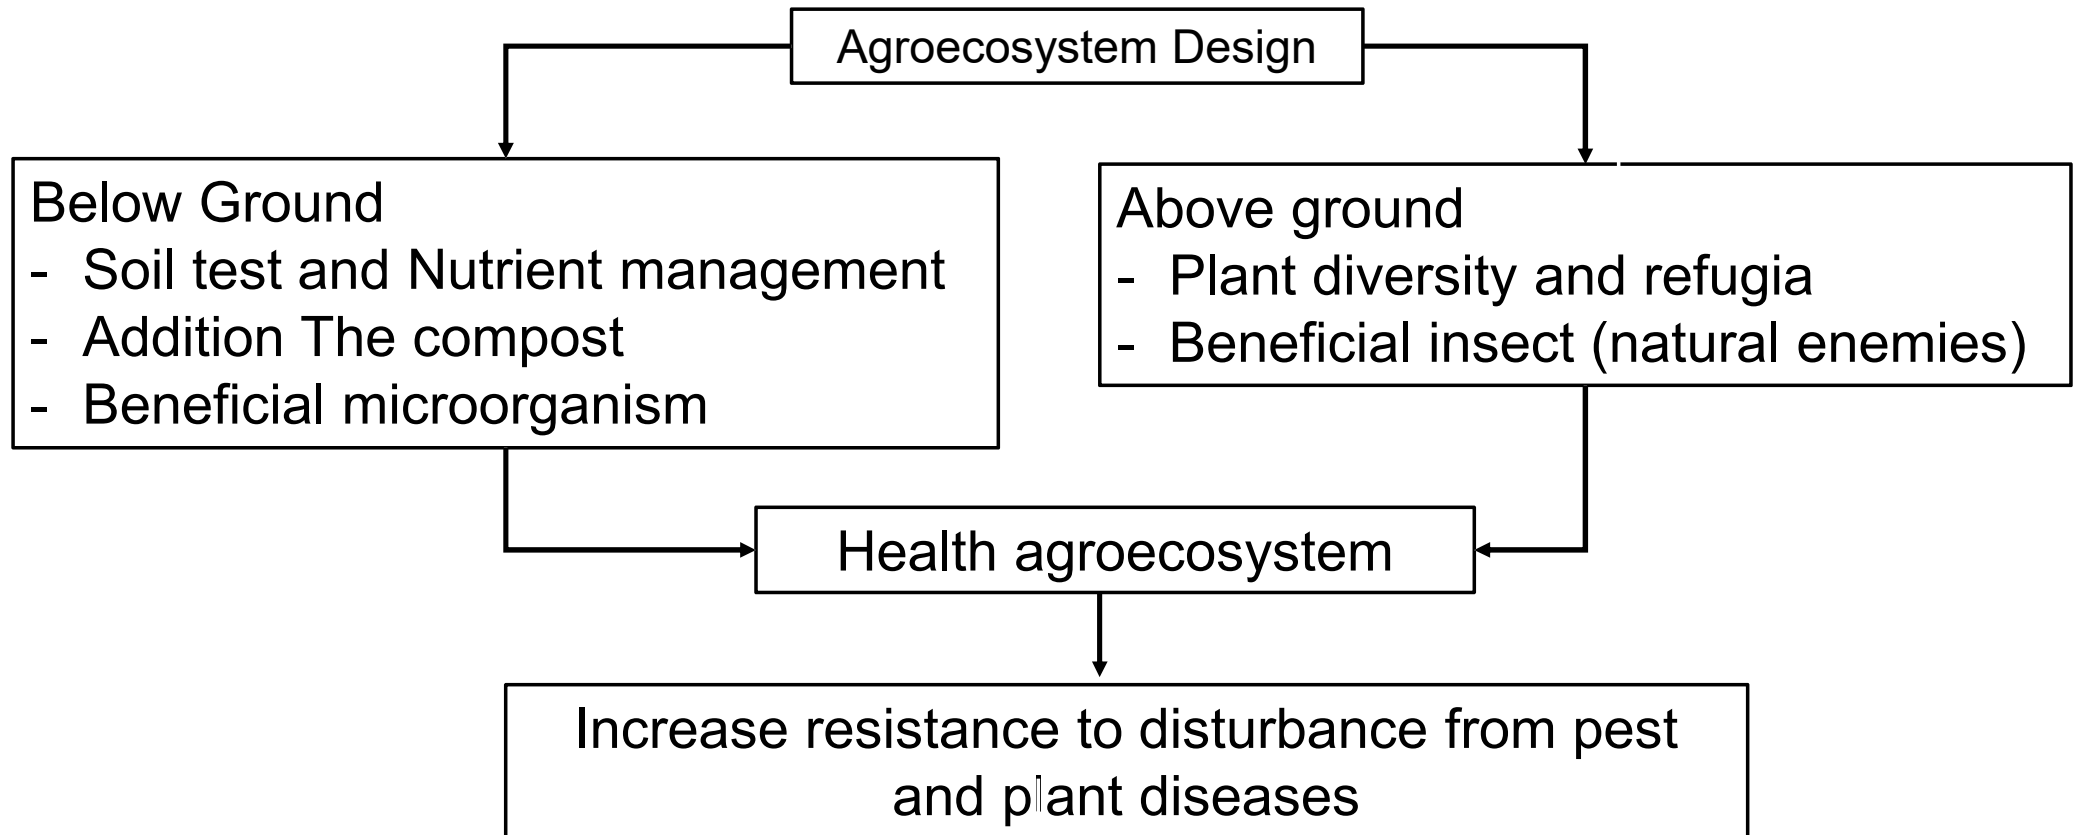 Agroecosystem Design
Below Ground
- Soil test and Nutrient management
- Addition The compost
- Beneficial microorganism
Above ground
- Plant diversity and refugia
- Beneficial insect (natural enemies)
Health agroecosystem
Increase resistance to disturbance from pest
and plant diseases